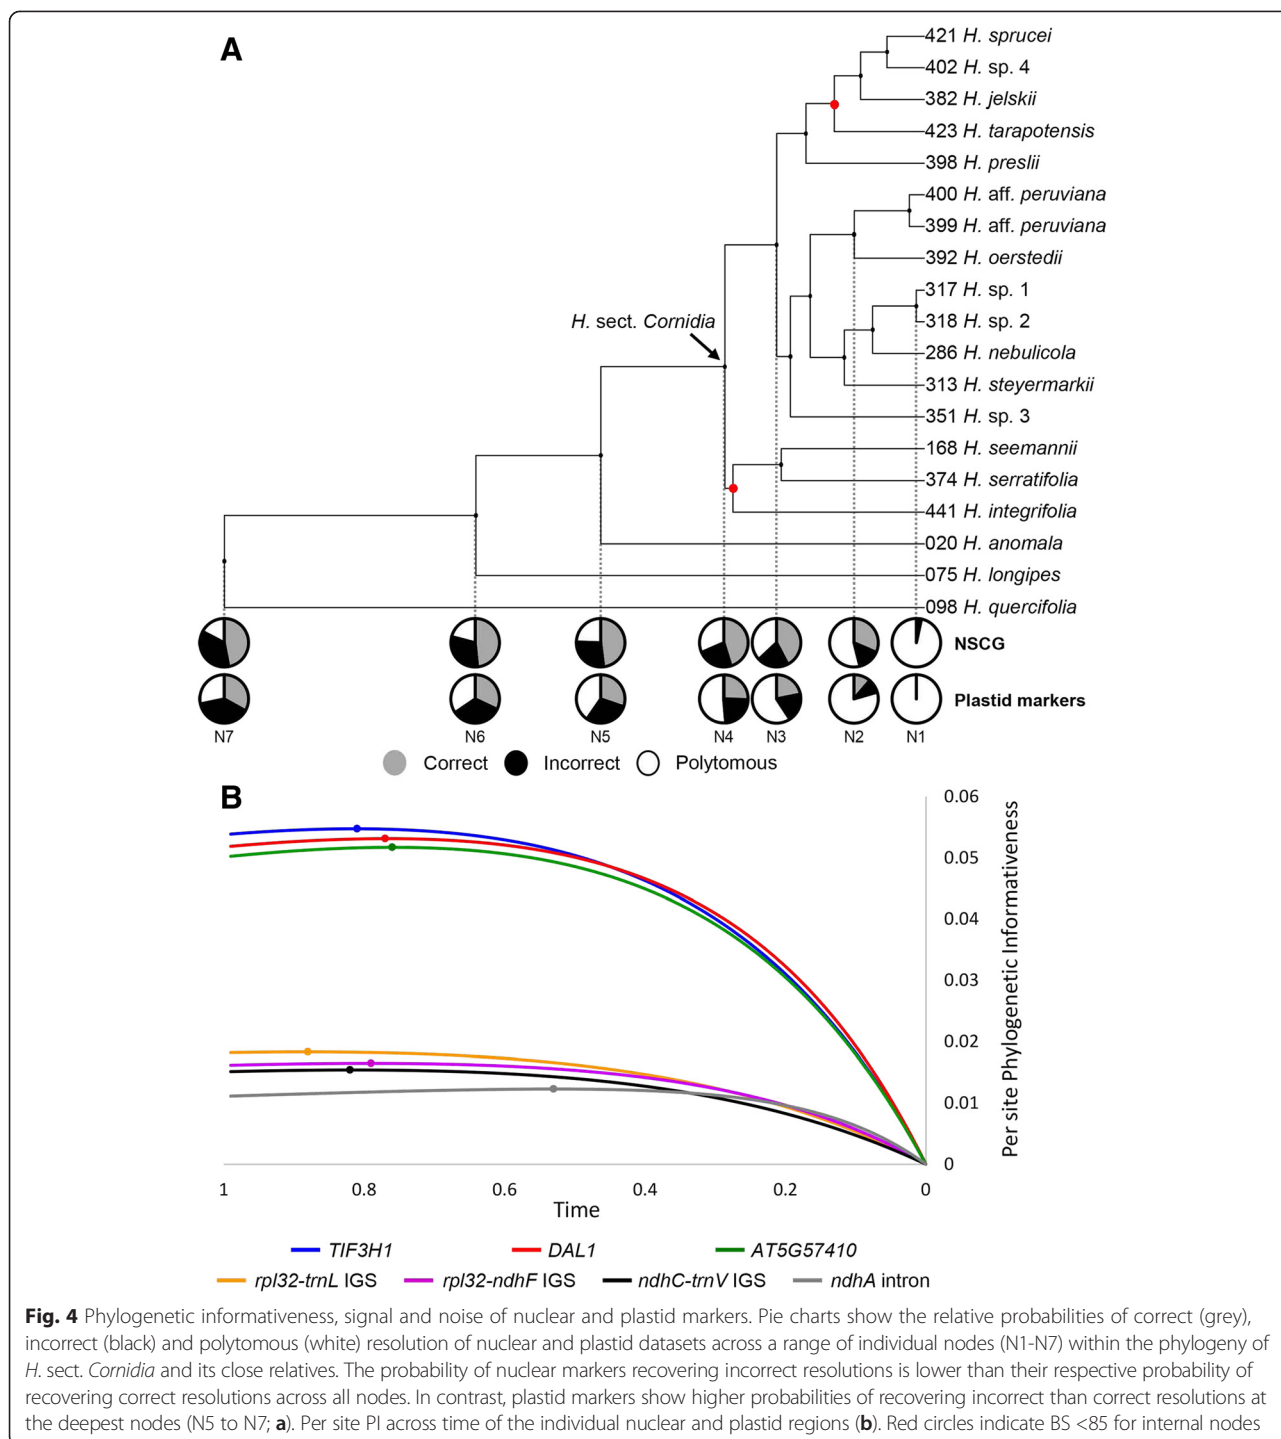 A
421 H. sprucei
402 H. sp. 4
382 H. jelskii
423 H. tarapotensis
398 H. preslii
400 H. aff. peruviana
399 H. aff. peruviana
392 H. oerstedii
317 H. sp. 1
318 H. sp. 2
H. sect. Cornidia
286 H. nebulicola
313 H. steyermarkii
351 H. sp. 3
168 H. seemannii
374 H. serratifolia
441 H. integrifolia
020 H. anomala
075 H. longipes
098 H. quercifolia
NSCG
Plastid markers
N7 N6 N5 N4 N3 N2 N1
Correct Incorrect Polytomous
B
0.06
0.05
0.04
0.03
0.02
0.01
0
Per site Phylogenetic Informativeness
1 0.8 0.6 0.4 0.2 0
Time
TIF3H1 DAL1 AT5G57410
rpl32-trnL IGS rpl32-ndhF IGS ndhC-trnV IGS ndhA intron
Fig. 4 Phylogenetic informativeness, signal and noise of nuclear and plastid markers. Pie charts show the relative probabilities of correct (grey),
incorrect (black) and polytomous (white) resolution of nuclear and plastid datasets across a range of individual nodes (N1-N7) within the phylogeny of
H. sect. Cornidia and its close relatives. The probability of nuclear markers recovering incorrect resolutions is lower than their respective probability of
recovering correct resolutions across all nodes. In contrast, plastid markers show higher probabilities of recovering incorrect than correct resolutions at
the deepest nodes (N5 to N7; a). Per site PI across time of the individual nuclear and plastid regions (b). Red circles indicate BS <85 for internal nodes